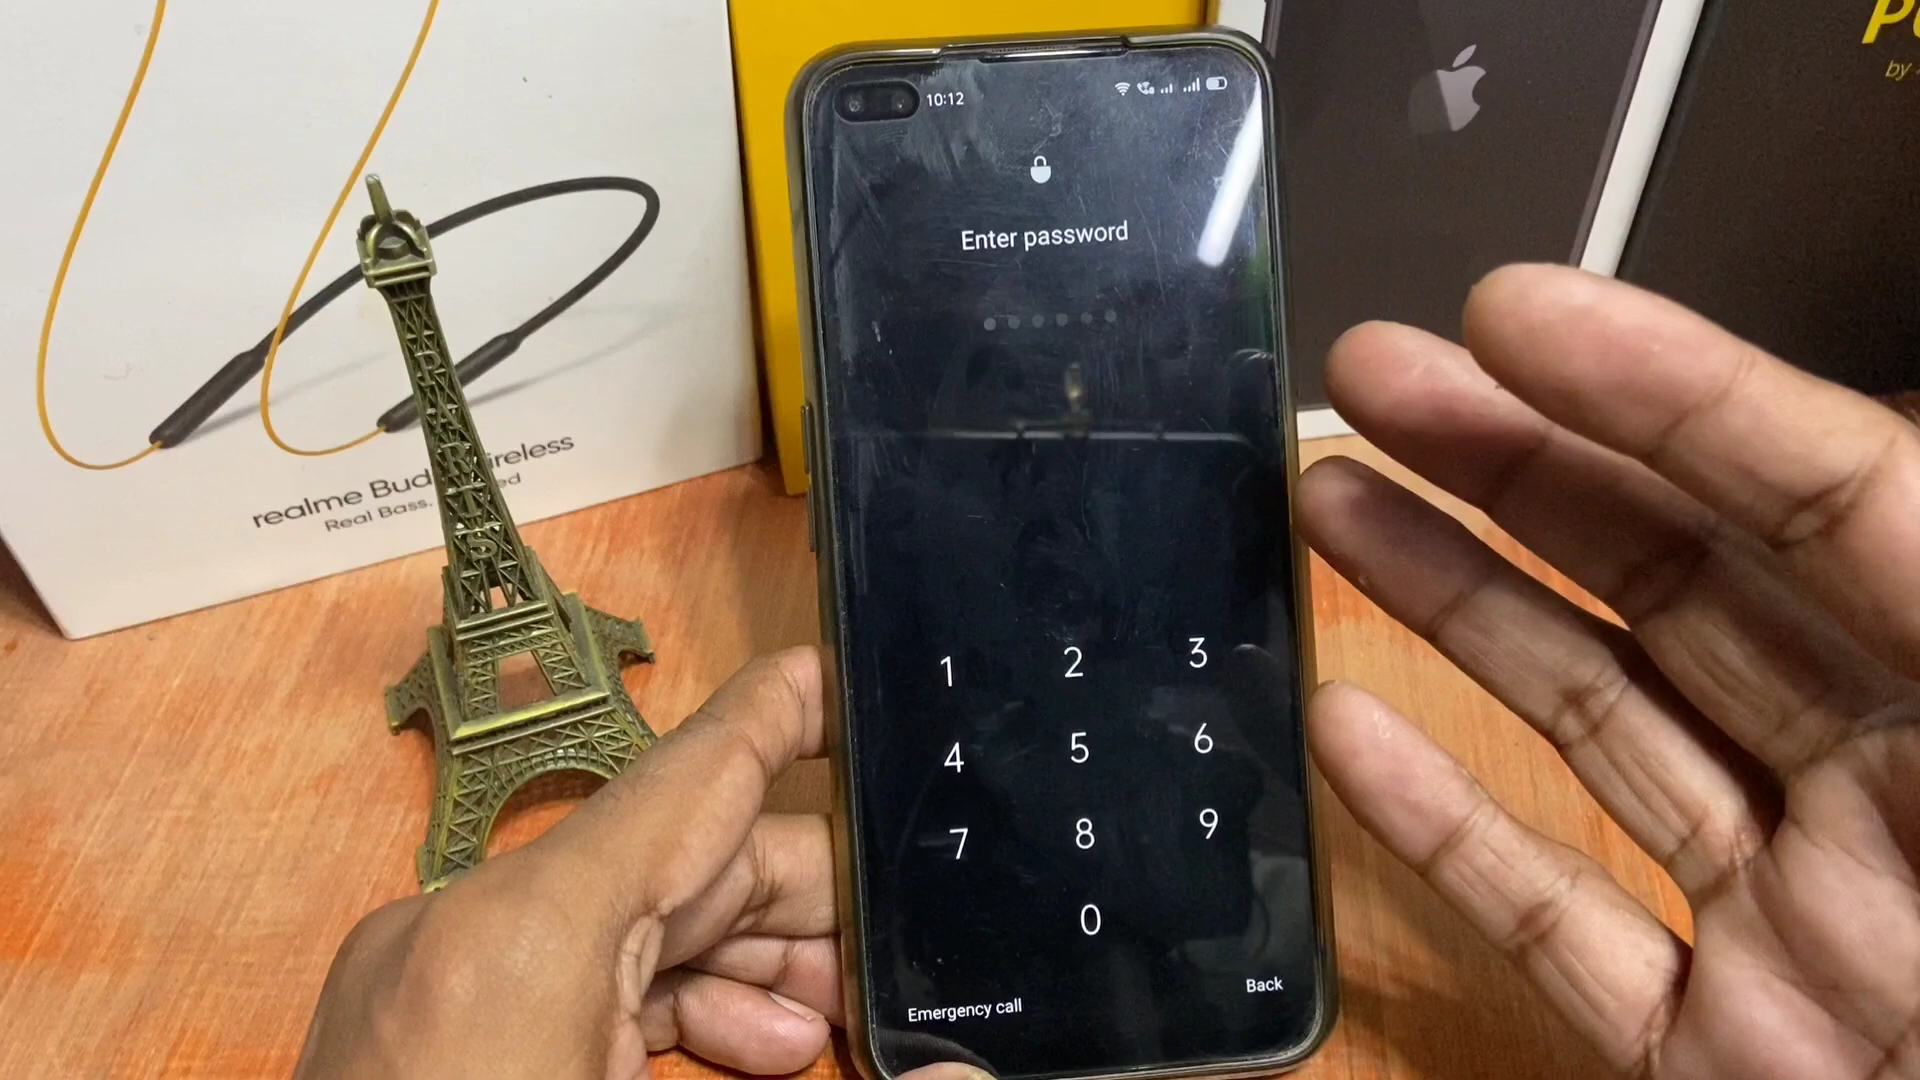 realme Bud
ireless
Real Bass.
ed
PARIS
10:12
Enter password
1 2 3
4 5 6
7 8 9
0
Emergency call
Back
by